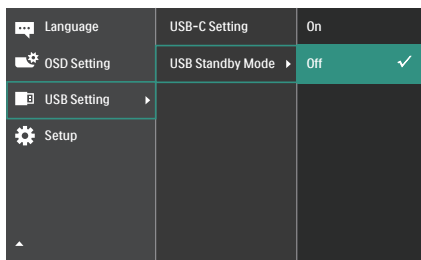 Language
OSD Setting
USB Setting
Setup
USB-C Setting
USB Standby Mode
On
Off